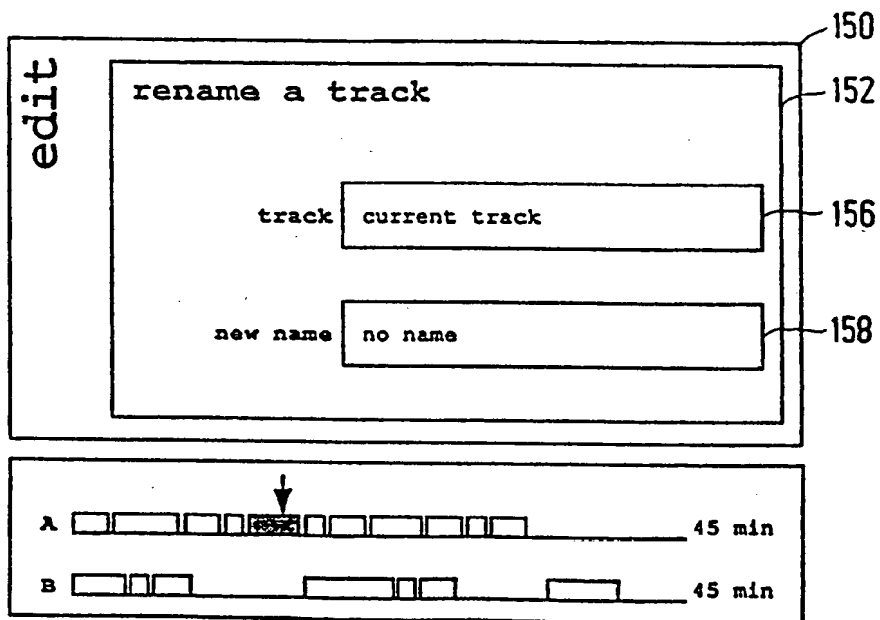 150
edit
rename a track
152
track current track
156
new name no name
158
A 45 min
B 45 min